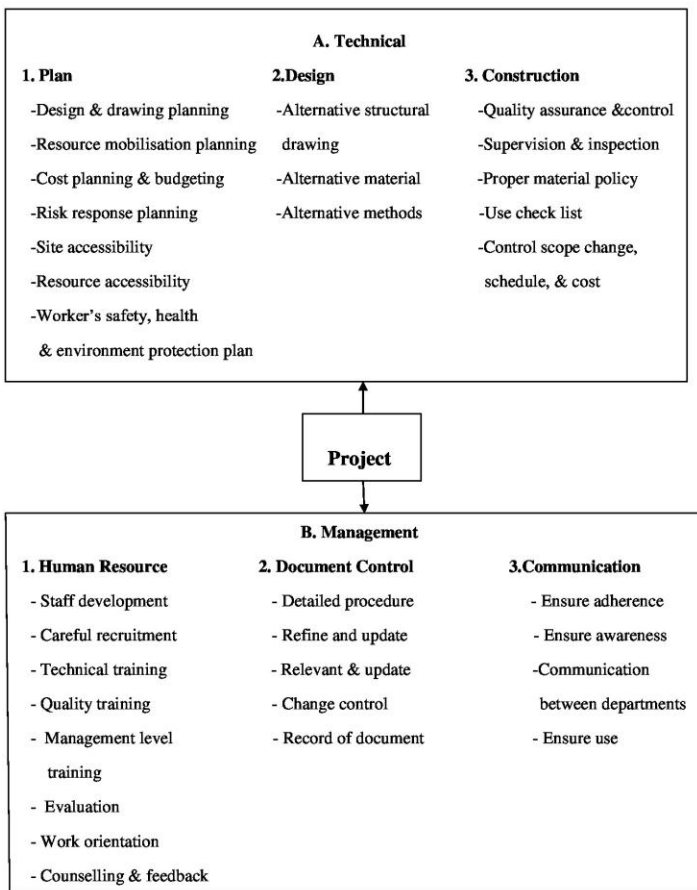 A. Technical
1. Plan
-Design & drawing planning
-Resource mobilisation planning
-Cost planning & budgeting
-Risk response planning
-Site accessibility
-Resource accessibility
-Worker's safety, health
& environment protection plan
2.Design
-Alternative structural
drawing
-Alternative material
-Alternative methods
3. Construction
-Quality assurance &control
-Supervision & inspection
-Proper material policy
-Use check list
-Control scope change,
schedule, & cost
Project
B. Management
1. Human Resource
- Staff development
- Careful recruitment
- Technical training
- Quality training
- Management level
training
- Evaluation
- Work orientation
- Counselling & feedback
2. Document Control
- Detailed procedure
- Refine and update
- Relevant & update
- Change control
- Record of document
3.Communication
- Ensure adherence
- Ensure awareness
-Communication
between departments
- Ensure use